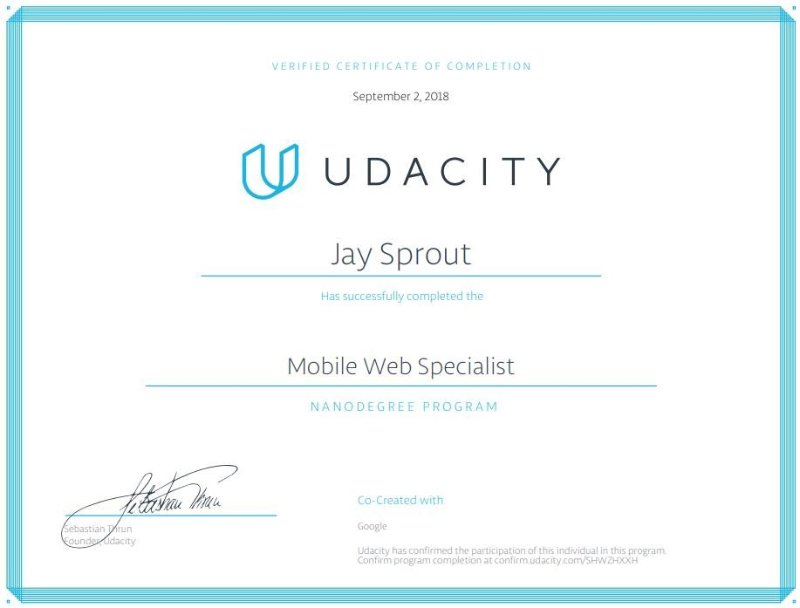 VERIFIED CERTIFICATE OF COMPLETION
September 2, 2018
UDACITY
Jay Sprout
Has successfully completed the
Mobile Web Specialist
NANODEGREE PROGRAM
Sebastian Thrun
Sebastian Thrun
Founder, Udacity
Co-Created with
Google
Udacity has confirmed the participation of this individual in this program.
Confirm program completion at confirm.udacity.com/SHWZHXXH